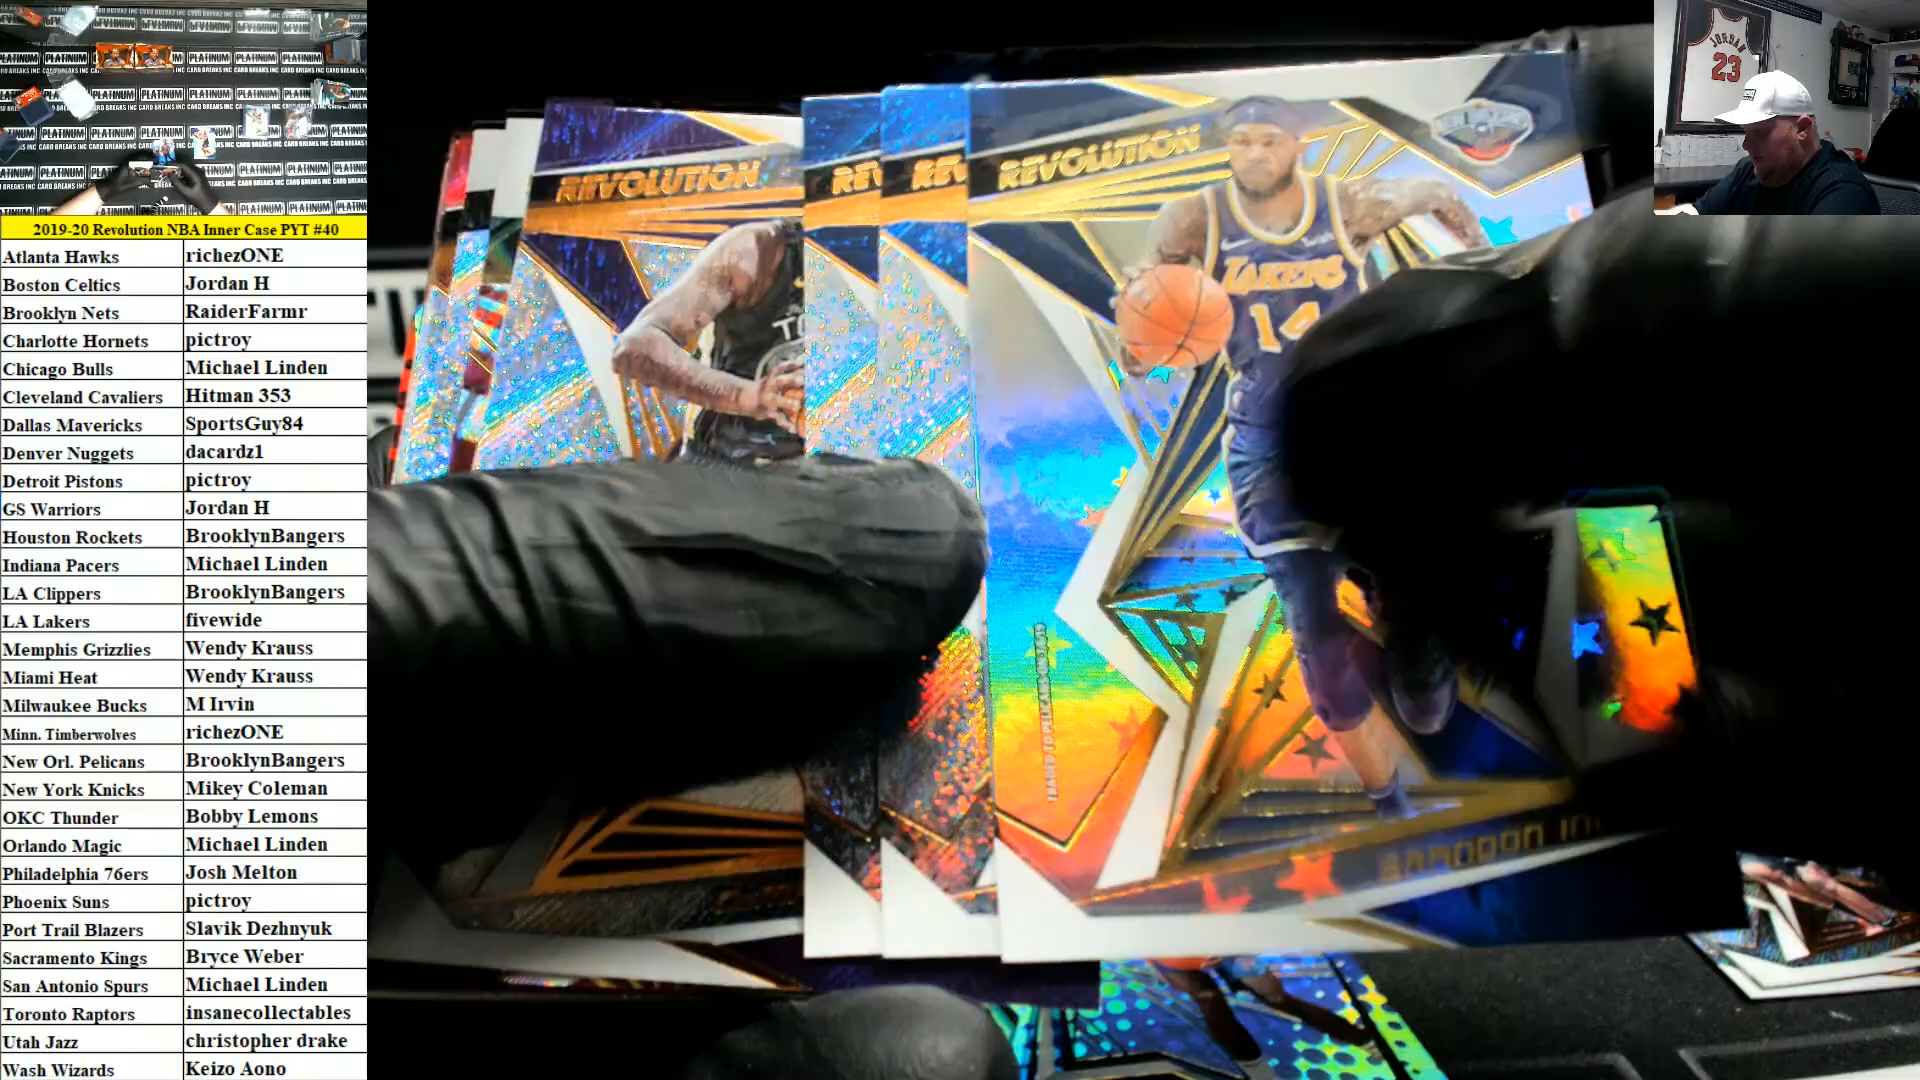 2019-20 Revolution NBA Inner Case PYT #40
Atlanta Hawks richezONE
Boston Celtics Jordan H
Brooklyn Nets RaiderFarmr
Charlotte Hornets pictroy
Chicago Bulls Michael Linden
Cleveland Cavaliers Hitman 353
Dallas Mavericks SportsGuy84
Denver Nuggets dacardz1
Detroit Pistons pictroy
GS Warriors Jordan H
Houston Rockets BrooklynBangers
Indiana Pacers Michael Linden
LA Clippers BrooklynBangers
LA Lakers fivewide
Memphis Grizzlies Wendy Krauss
Miami Heat Wendy Krauss
Milwaukee Bucks M Irvin
Minn. Timberwolves richezONE
New Orl. Pelicans BrooklynBangers
New York Knicks Mikey Coleman
OKC Thunder Bobby Lemons
Orlando Magic Michael Linden
Philadelphia 76ers Josh Melton
Phoenix Suns pictroy
Port Trail Blazers Slavik Dezhnyuk
Sacramento Kings Bryce Weber
San Antonio Spurs Michael Linden
Toronto Raptors insanecollectables
Utah Jazz christopher drake
Wash Wizards Keizo Aono
REVOLUTION
REV
REV
REVOLUTION
LAKERS
14
JORDAN
23
PLATINUM
CARD BREAKS INC